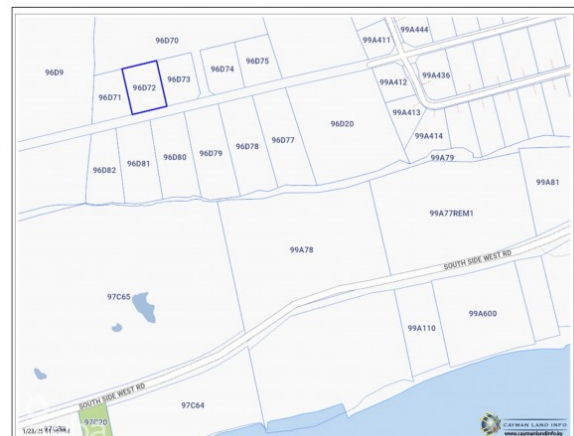 96D70
99A411
99A444
96D9
96D74
96D75
96D73
96D72
96D71
99A412
99A436
99A413
99A414
96D20
96D77
96D78
96D79
96D80
96D81
96D82
99A79
99A81
99A77REM1
99A78
SOUTH SIDE WEST RD
97C65
99A110
99A600
SOUTH SIDE WEST RD
97C64
97C70
CAYMAN LAND INFO
www.caymanlandinfo.ky